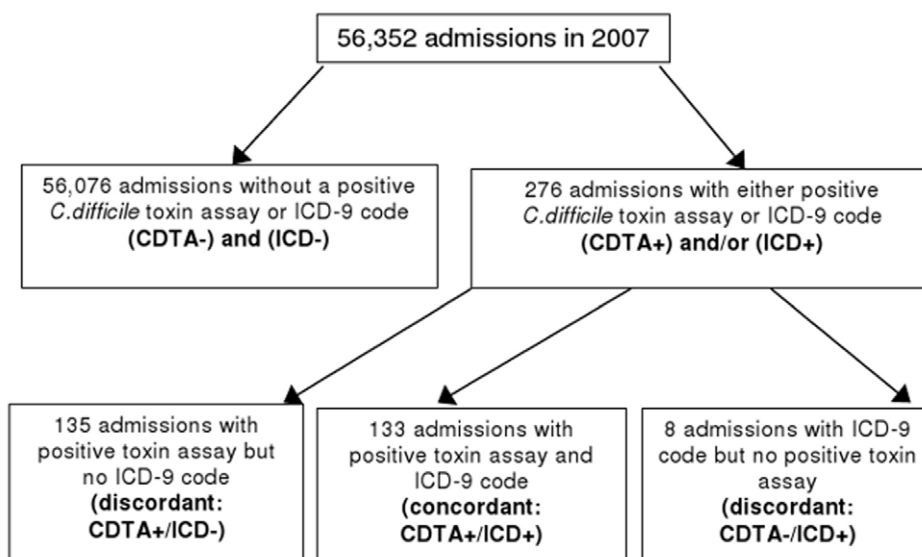 56,352 admissions in 2007
56,076 admissions without a positive
C.difficile toxin assay or ICD-9 code
(CDTA-) and (ICD-)
276 admissions with either positive
C.difficile toxin assay or ICD-9 code
(CDTA+) and/or (ICD+)
135 admissions with
positive toxin assay but
no ICD-9 code
(discordant:
CDTA+/ICD-)
133 admissions with
positive toxin assay and
ICD-9 code
(concordant:
CDTA+/ICD+)
8 admissions with ICD-9
code but no positive toxin
assay
(discordant:
CDTA-/ICD+)